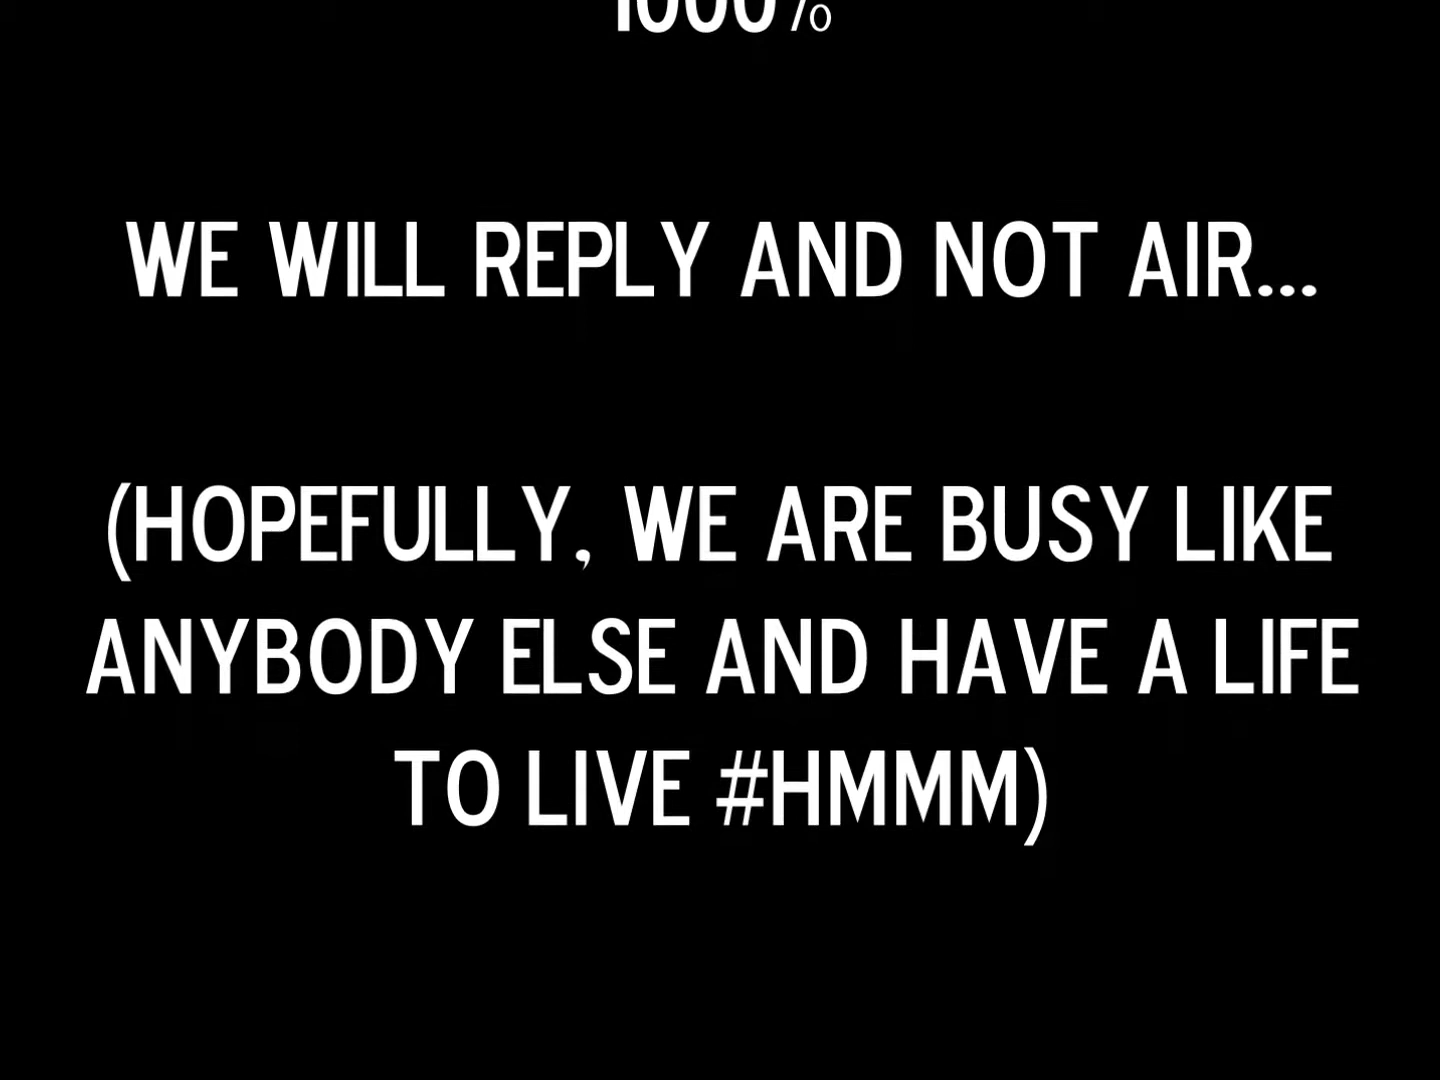 1000%
WE WILL REPLY AND NOT AIR...
(HOPEFULLY, WE ARE BUSY LIKE
ANYBODY ELSE AND HAVE A LIFE
TO LIVE #HMMM)